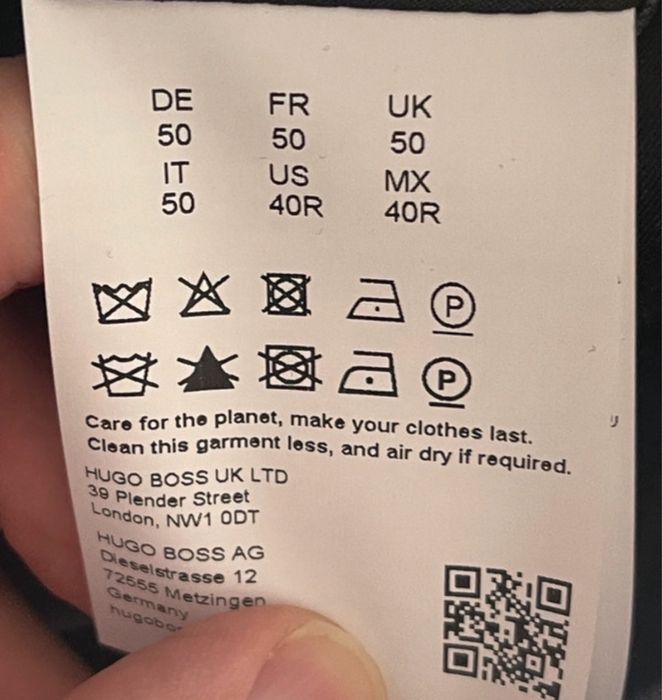 DE FR UK
50 50 50
IT US MX
50 40R 40R
P
P
Care for the planet, make your clothes last.
Clean this garment less, and air dry if required.
HUGO BOSS UK LTD
39 Plender Street
London, NW1 0DT
HUGO BOSS AG
Dieselstrasse 12
72555 Metzingen
Germany